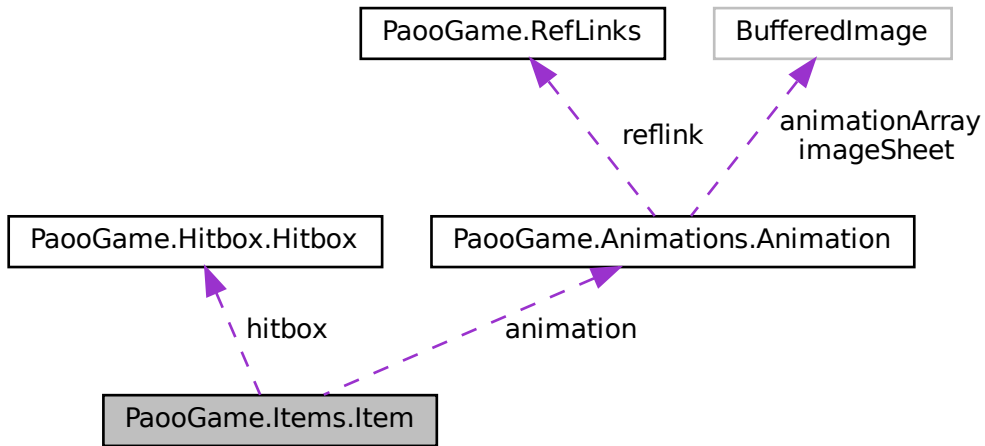 PaooGame.RefLinks
BufferedImage
reflink
animationArray
imageSheet
PaooGame.Hitbox.Hitbox
PaooGame.Animations.Animation
hitbox
animation
PaooGame.Items.Item